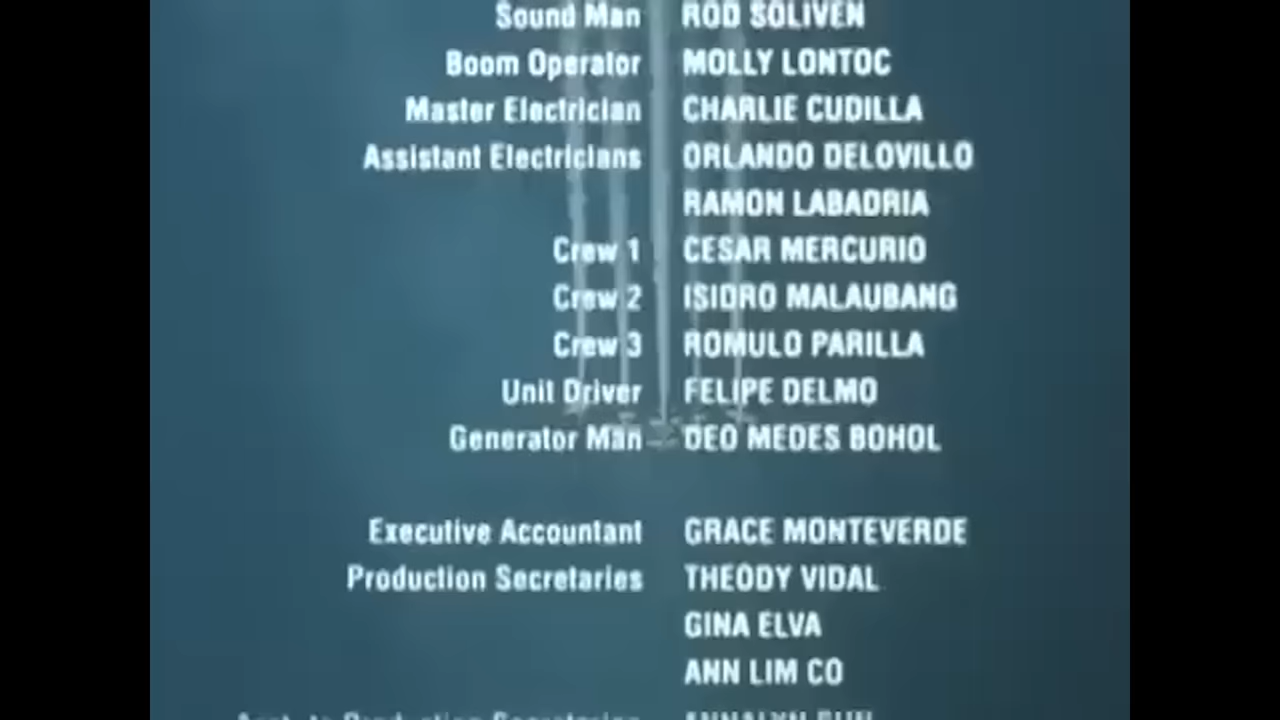 Sound Man ROD SOLIVEN
Boom Operator MOLLY LONTOC
Master Electrician CHARLIE CUDILLA
Assistant Electricians ORLANDO DELOVILLO
RAMON LABADRIA
Crew 1 CESAR MERCURIO
Crew 2 ISIDRO MALAUBANG
Crew 3 ROMULO PARILLA
Unit Driver FELIPE DELMO
Generator Man DEO MEDES BOHOL
Executive Accountant GRACE MONTEVERDE
Production Secretaries THEODY VIDAL
GINA ELVA
ANN LIM CO